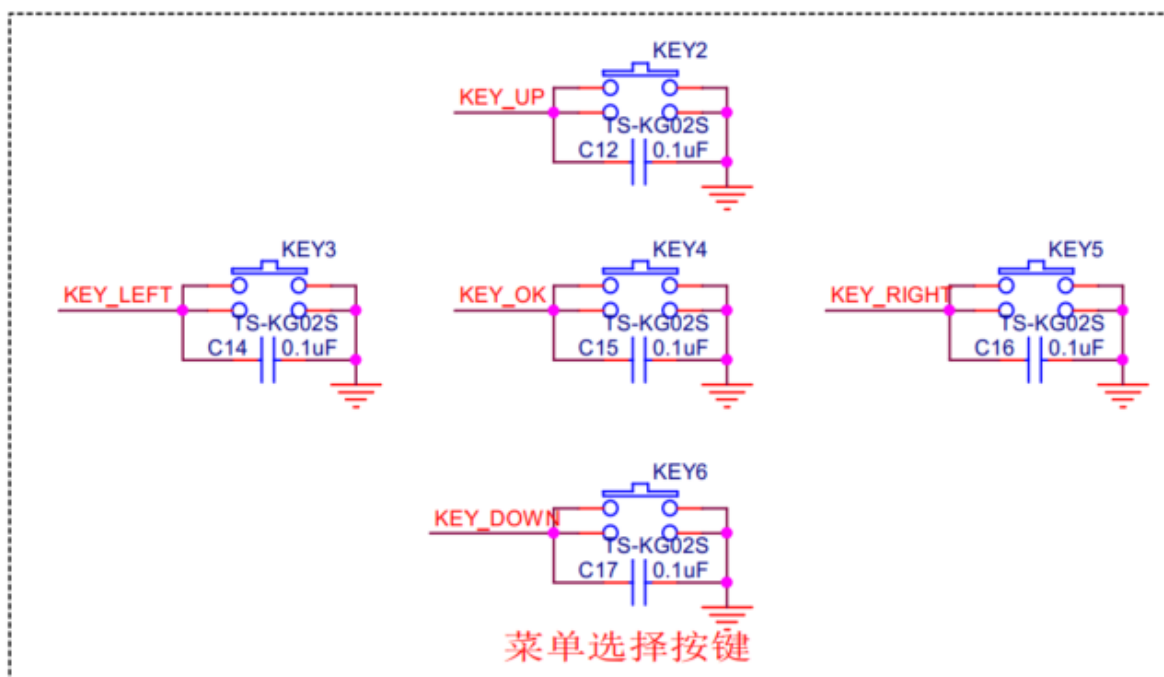 KEY2
KEY_UP
TS-KG02S
C12 0.1uF
KEY3
KEY_LEFT
TS-KG02S
C14 0.1uF
KEY4
KEY_OK
TS-KG02S
C15 0.1uF
KEY5
KEY_RIGHT
TS-KG02S
C16 0.1uF
KEY6
KEY_DOWN
TS-KG02S
C17 0.1uF
菜单选择按键